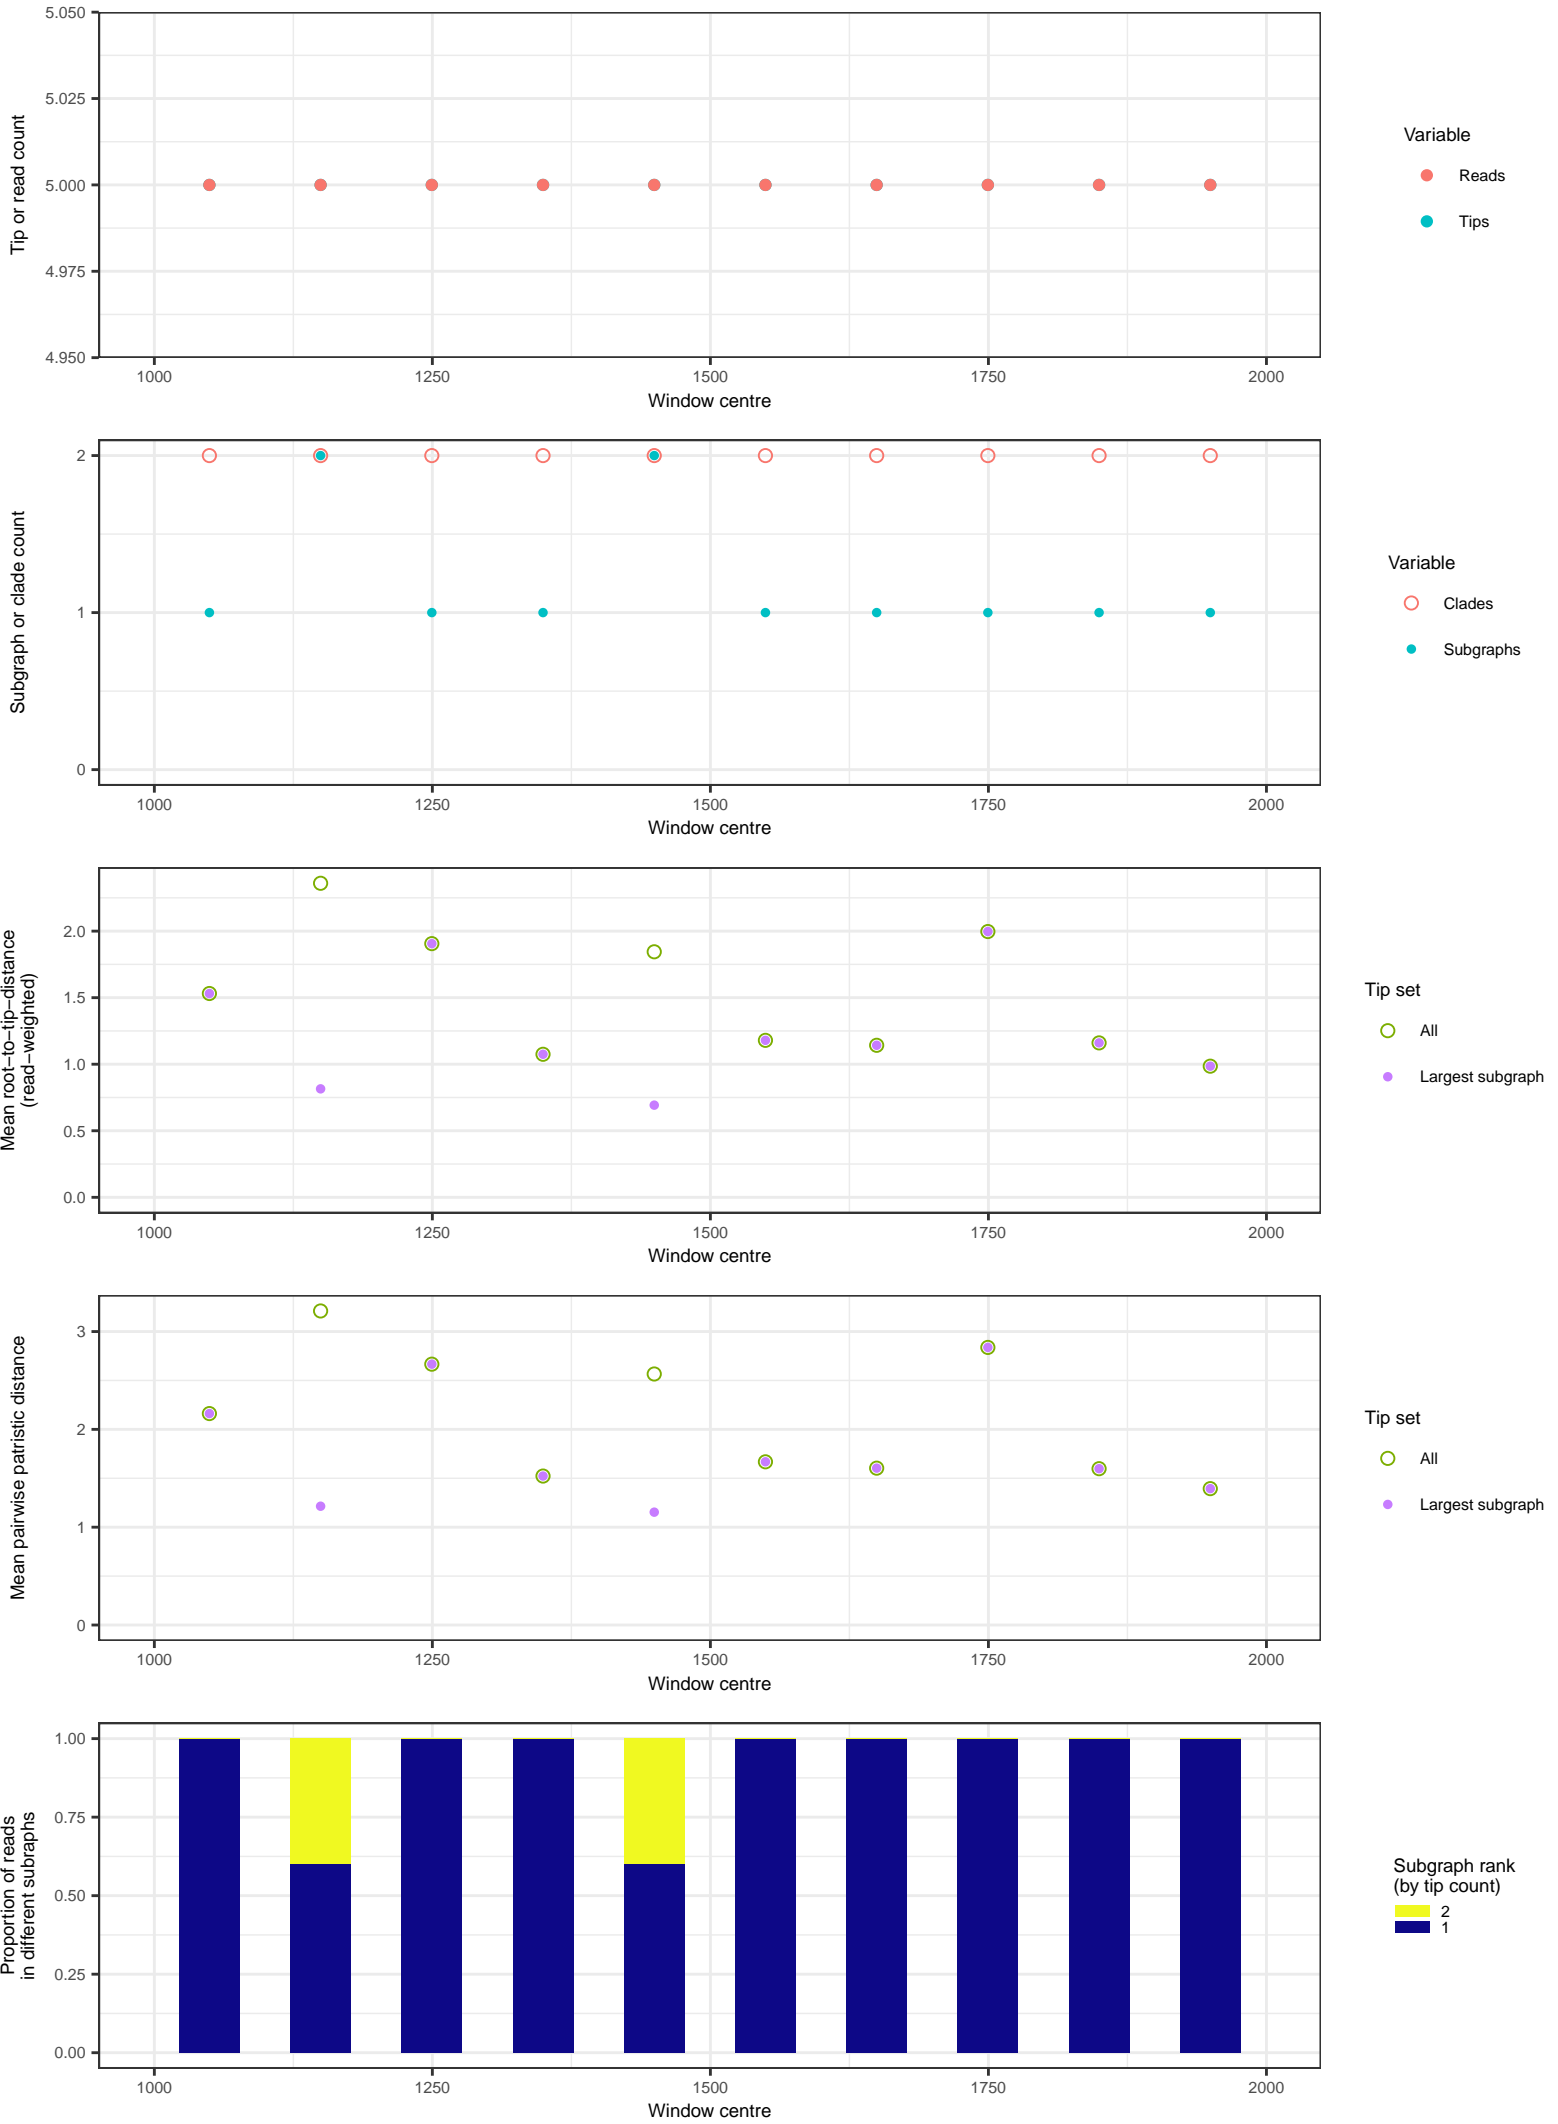 5.050
5.025
5.000
4.975
4.950
Tip or read count
1000 1250 1500 1750 2000
Window centre
Variable
Reads
Tips
2
1
0
Subgraph or clade count
1000 1250 1500 1750 2000
Window centre
Variable
Clades
Subgraphs
2.0
1.5
1.0
0.5
0.0
Mean root−to−tip−distance
(read−weighted)
1000 1250 1500 1750 2000
Window centre
Tip set
All
Largest subgraph
3
2
1
0
Mean pairwise patristic distance
1000 1250 1500 1750 2000
Window centre
Tip set
All
Largest subgraph
1.00
0.75
0.50
0.25
0.00
Proportion of reads
in different subraphs
1000 1250 1500 1750 2000
Window centre
Subgraph rank
(by tip count)
2
1